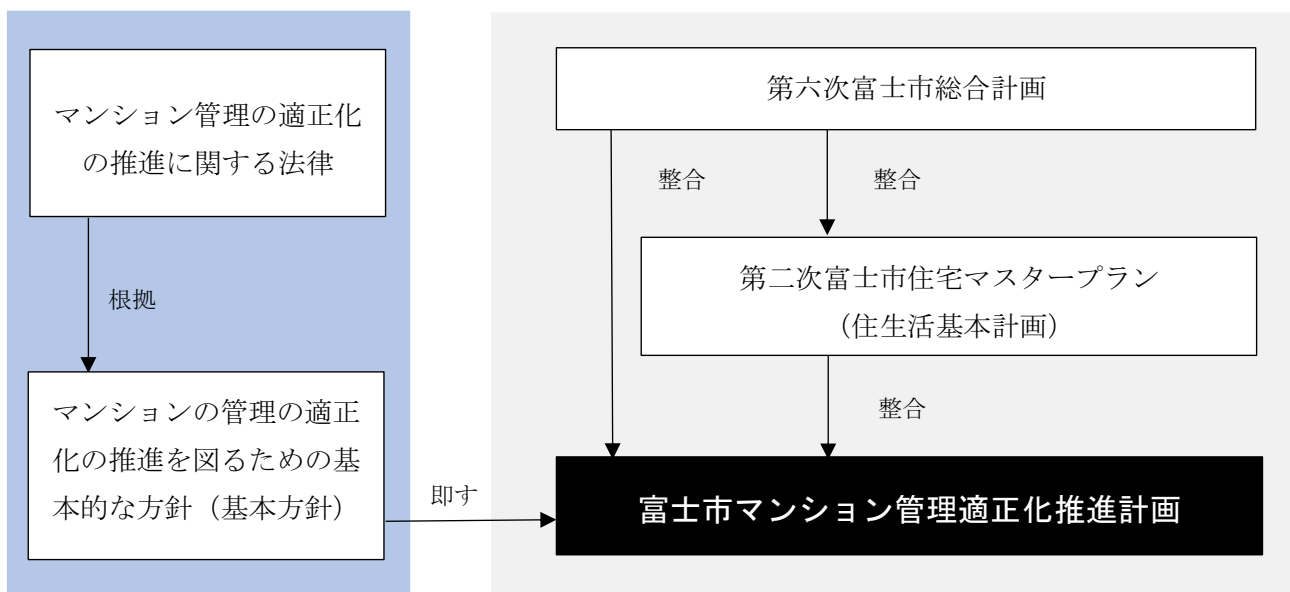 マンション管理の適正化
の推進に関する法律
根拠
マンションの管理の適正
化の推進を図るための基
本的な方針（基本方針）
即す
第六次富士市総合計画
整合
整合
第二次富士市住宅マスタープラン
（住生活基本計画）
整合
富士市マンション管理適正化推進計画